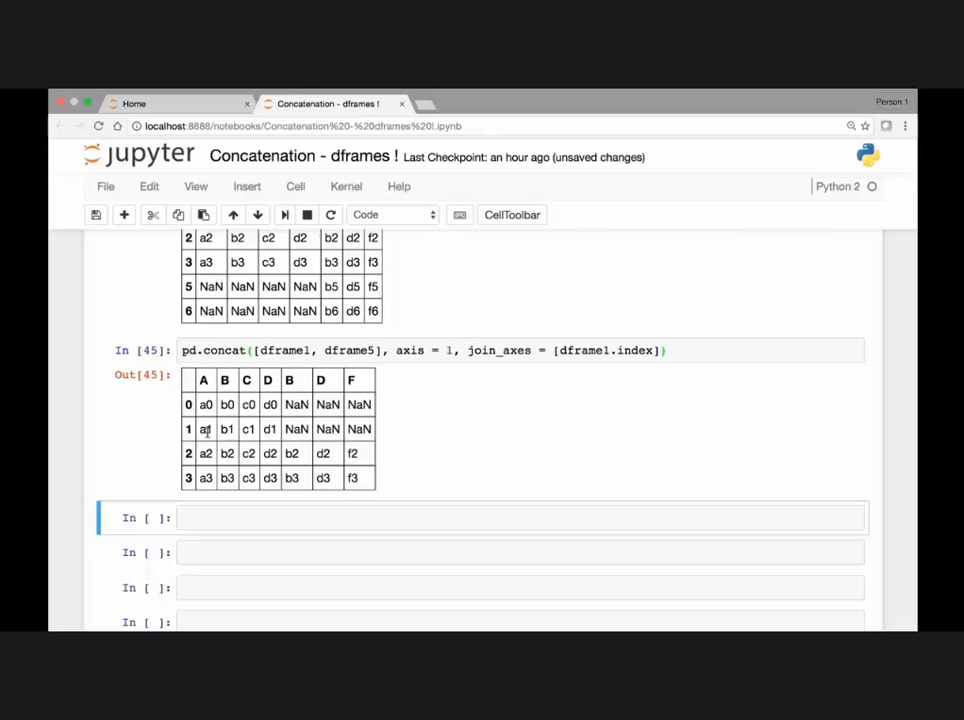 Home × Concatenation - dframes ! × Person 1
localhost:8888/notebooks/Concatenation%20-%20dframes%20!.ipynb
jupyter Concatenation - dframes ! Last Checkpoint: an hour ago (unsaved changes)
File Edit View Insert Cell Kernel Help Python 2
Code CellToolbar
2 a2 b2 c2 d2 b2 d2 f2
3 a3 b3 c3 d3 b3 d3 f3
5 NaN NaN NaN NaN b5 d5 f5
6 NaN NaN NaN NaN b6 d6 f6
In [45]: pd.concat([dframe1, dframe5], axis = 1, join_axes = [dframe1.index])
Out[45]:
A B C D B D F
0 a0 b0 c0 d0 NaN NaN NaN
1 a1 b1 c1 d1 NaN NaN NaN
2 a2 b2 c2 d2 b2 d2 f2
3 a3 b3 c3 d3 b3 d3 f3
In [ ]:
In [ ]:
In [ ]:
In [ ]: